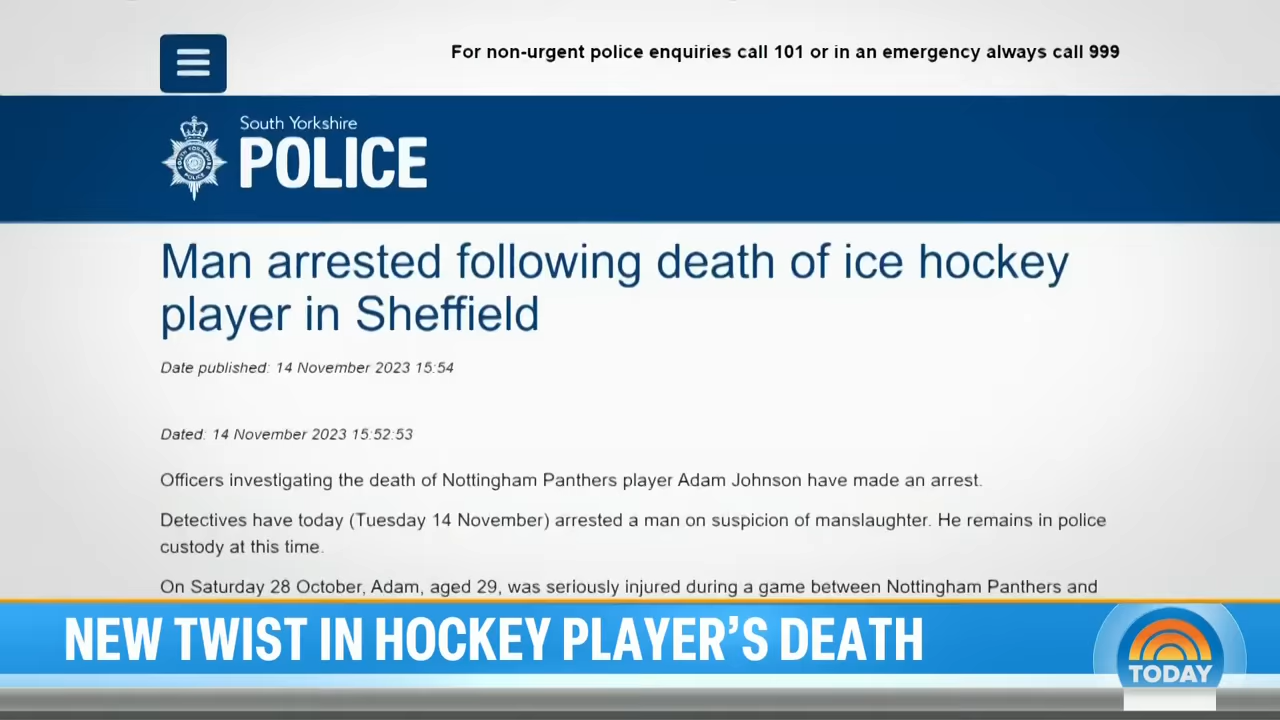 For non-urgent police enquiries call 101 or in an emergency always call 999
South Yorkshire
POLICE
Man arrested following death of ice hockey
player in Sheffield
Date published: 14 November 2023 15:54
Dated: 14 November 2023 15:52:53
Officers investigating the death of Nottingham Panthers player Adam Johnson have made an arrest.
Detectives have today (Tuesday 14 November) arrested a man on suspicion of manslaughter. He remains in police
custody at this time.
On Saturday 28 October, Adam, aged 29, was seriously injured during a game between Nottingham Panthers and
NEW TWIST IN HOCKEY PLAYER'S DEATH
TODAY